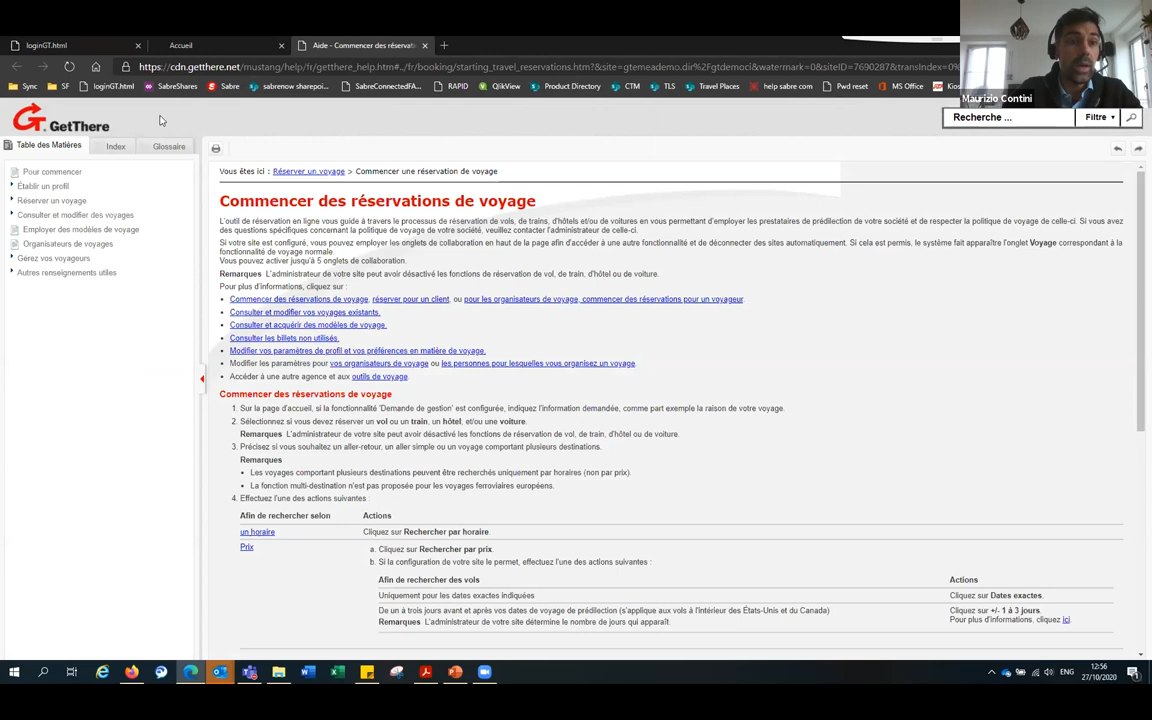 loginGT.html
Accueil
Aide - Commencer des réservati
https://cdn.getthere.net/mustang/help/fr/getthere_help.htm#../fr/booking/starting_travel_reservations.htm?&site=gtemeademo.dir%2Fgtdemoci&watermark=0&siteID=7690287&transIndex=0%
Sync
SF
loginGT.html
SabreShares
Sabre
sabrenow sharepoi...
SabreConnectedFA...
RAPID
QlikView
Product Directory
CTM
TLS
Travel Places
help sabre com
Pwd reset
MS Office
Kios
Maurizio Contini
GT. GetThere
Recherche ...
Filtre
Table des Matières
Index
Glossaire
Pour commencer
Établir un profil
Réserver un voyage
Consulter et modifier des voyages
Employer des modèles de voyage
Organisateurs de voyages
Gérez vos voyageurs
Autres renseignements utiles
Vous êtes ici : Réserver un voyage > Commencer une réservation de voyage
Commencer des réservations de voyage
L'outil de réservation en ligne vous guide à travers le processus de réservation de vols, de trains, d'hôtels et/ou de voitures en vous permettant d'employer les prestataires de prédilection de votre société et de respecter la politique de voyage de celle-ci. Si vous avez
des questions spécifiques concernant la politique de voyage de votre société, veuillez contacter l'administrateur de celle-ci.
Si votre site est configuré, vous pouvez employer les onglets de collaboration en haut de la page afin d'accéder à une autre fonctionnalité et de déconnecter des sites automatiquement. Si cela est permis, le système fait apparaître l'onglet Voyage correspondant à la
fonctionnalité de voyage normale.
Vous pouvez activer jusqu'à 5 onglets de collaboration.
Remarques L'administrateur de votre site peut avoir désactivé les fonctions de réservation de vol, de train, d'hôtel ou de voiture.
Pour plus d'informations, cliquez sur :
• Commencer des réservations de voyage, réserver pour un client, ou pour les organisateurs de voyage, commencer des réservations pour un voyageur.
• Consulter et modifier vos voyages existants.
• Consulter et acquérir des modèles de voyage.
• Consulter les billets non utilisés.
• Modifier vos paramètres de profil et vos préférences en matière de voyage.
• Modifier les paramètres pour vos organisateurs de voyage ou les personnes pour lesquelles vous organisez un voyage.
• Accéder à une autre agence et aux outils de voyage.
Commencer des réservations de voyage
1. Sur la page d'accueil, si la fonctionnalité 'Demande de gestion' est configurée, indiquez l'information demandée, comme part exemple la raison de votre voyage.
2. Sélectionnez si vous devez réserver un vol ou un train, un hôtel, et/ou une voiture.
Remarques L'administrateur de votre site peut avoir désactivé les fonctions de réservation de vol, de train, d'hôtel ou de voiture.
3. Précisez si vous souhaitez un aller-retour, un aller simple ou un voyage comportant plusieurs destinations.
Remarques
• Les voyages comportant plusieurs destinations peuvent être recherchés uniquement par horaires (non par prix).
• La fonction multi-destination n'est pas proposée pour les voyages ferroviaires européens.
4. Effectuez l'une des actions suivantes :
Afin de rechercher selon Actions
un horaire Cliquez sur Rechercher par horaire.
Prix a. Cliquez sur Rechercher par prix.
b. Si la configuration de votre site le permet, effectuez l'une des actions suivantes :
Afin de rechercher des vols Actions
Uniquement pour les dates exactes indiquées Cliquez sur Dates exactes.
De un à trois jours avant et après vos dates de voyage de prédilection (s'applique aux vols à l'intérieur des États-Unis et du Canada) Cliquez sur +/- 1 à 3 jours.
Remarques L'administrateur de votre site détermine le nombre de jours qui apparaît. Pour plus d'informations, cliquez ici.
ENG
12:56
27/10/2020